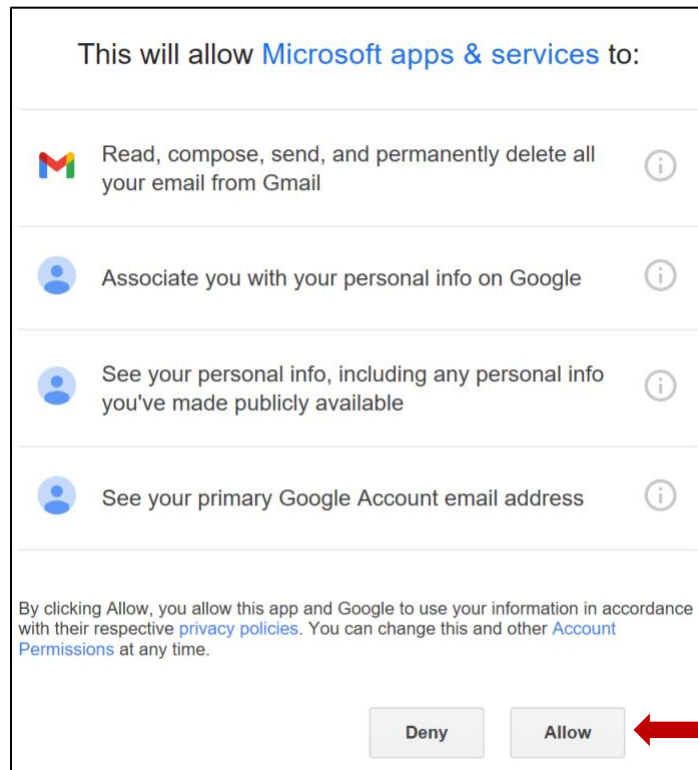 This will allow Microsoft apps & services to:
Read, compose, send, and permanently delete all
your email from Gmail
Associate you with your personal info on Google
See your personal info, including any personal info
you've made publicly available
See your primary Google Account email address
By clicking Allow, you allow this app and Google to use your information in accordance
with their respective privacy policies. You can change this and other Account
Permissions at any time.
Deny Allow